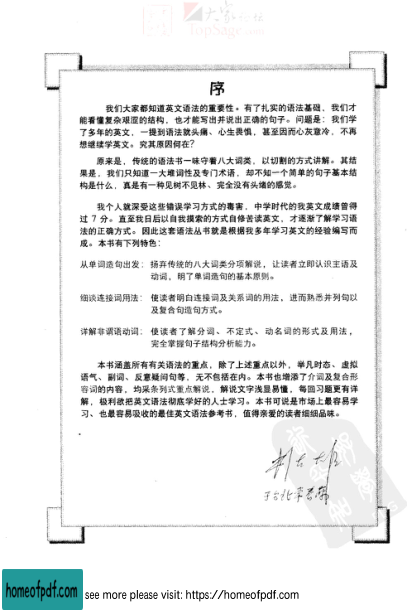 大家论坛
TopSage.com
序
我们大家都知道英文语法的重要性。有了扎实的语法基础，我们才
能看懂复杂艰涩的结构，也才能写出并说出正确的句子。问题是：我们学
了多年的英文，一提到语法就头痛、心生畏惧，甚至因而心灰意冷，不再
想继续学英文。究其原因何在？
原来是，传统的语法书一味守着八大词类，以切割的方式讲解。其结
果是，我们只知道一大堆词性及专门术语，却不知一个简单的句子基本结
构是什么，真是有一种见树不见林、完全没有头绪的感觉。
我个人就深受这些错误学习方式的毒害，中学时代的我英文成绩曾得
过 7 分。直至我日后以自我摸索的方式自修苦读英文，才逐渐了解学习语
法的正确方式。因此这套语法丛书就是根据我多年学习英文的经验编写而
成。本书有下列特色：
从单词造句出发：扬弃传统的八大词类分项解说，让读者立即认识主语及
动词，明了单词造句的基本原则。
细谈连接词用法：使读者明白连接词及关系词的用法，进而熟悉并列句以
及复合句造句方式。
详解非谓语动词：使读者了解分词、不定式、动名词的形式及用法，
完全掌握句子结构分析能力。
本书涵盖所有有关语法的重点，除了上述重点以外，举凡时态、虚拟
语气、副词、反意疑问句等，无不包括在内。本书也增添了介词及复合形
容词的内容，均采条列式重点解说，解说文字浅显易懂，每回习题更有详
解，极利欲把英文语法彻底学好的人士学习。本书可说是市场上最容易学
习、也最容易吸收的最佳英文语法参考书，值得亲爱的读者细细品味。
homeofpdf.com
see more please visit: https://homeofpdf.com